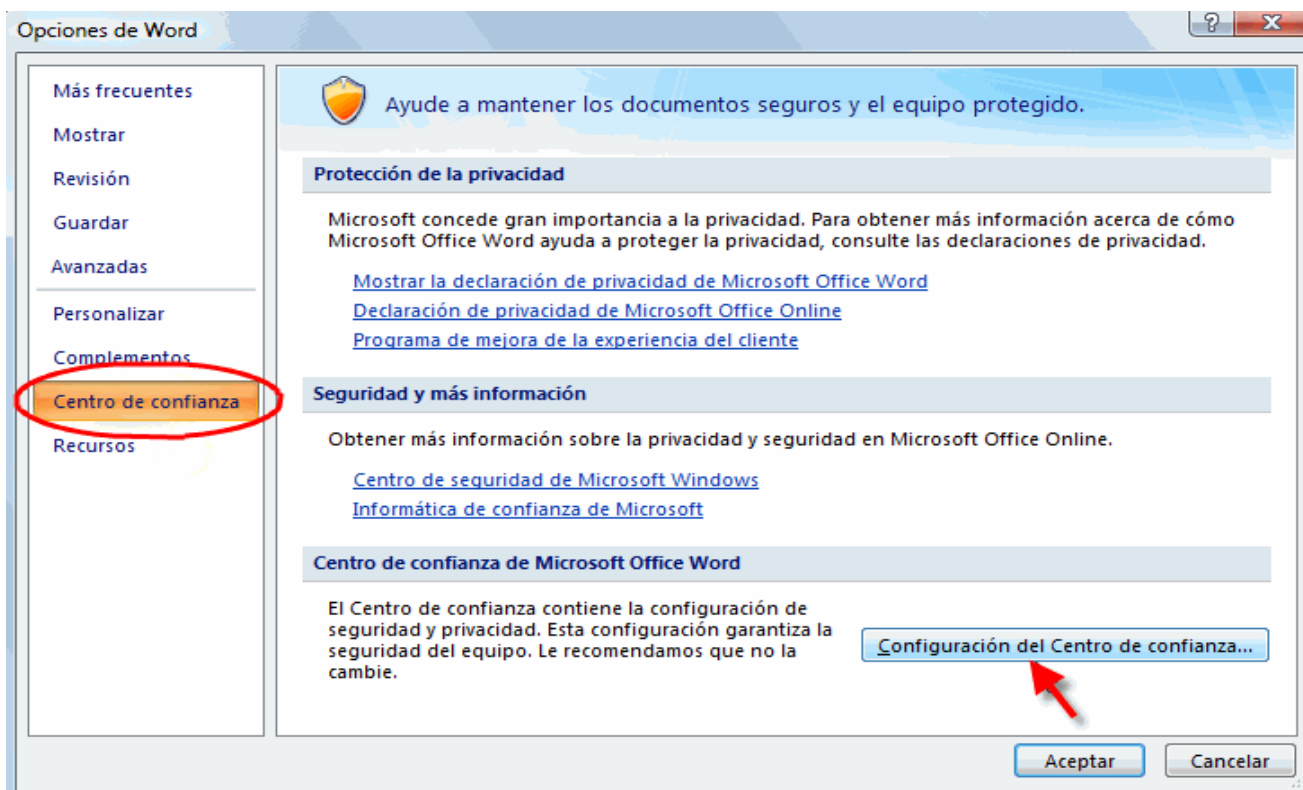 Opciones de Word
Más frecuentes
Mostrar
Revisión
Guardar
Avanzadas
Personalizar
Complementos
Centro de confianza
Recursos
Ayude a mantener los documentos seguros y el equipo protegido.
Protección de la privacidad
Microsoft concede gran importancia a la privacidad. Para obtener más información acerca de cómo
Microsoft Office Word ayuda a proteger la privacidad, consulte las declaraciones de privacidad.
Mostrar la declaración de privacidad de Microsoft Office Word
Declaración de privacidad de Microsoft Office Online
Programa de mejora de la experiencia del cliente
Seguridad y más información
Obtener más información sobre la privacidad y seguridad en Microsoft Office Online.
Centro de seguridad de Microsoft Windows
Informática de confianza de Microsoft
Centro de confianza de Microsoft Office Word
El Centro de confianza contiene la configuración de
seguridad y privacidad. Esta configuración garantiza la
seguridad del equipo. Le recomendamos que no la
cambie.
Configuración del Centro de confianza...
Aceptar
Cancelar